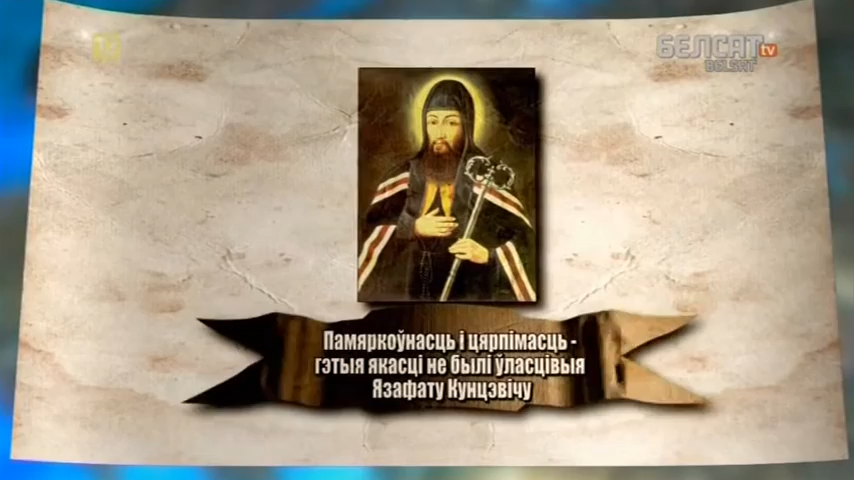 БЕЛСАТ tv
BELSAT
Памяркоўнасць і цярпімасць -
гэтыя якасці не былі ўласцівыя
Язафату Кунцэвічу